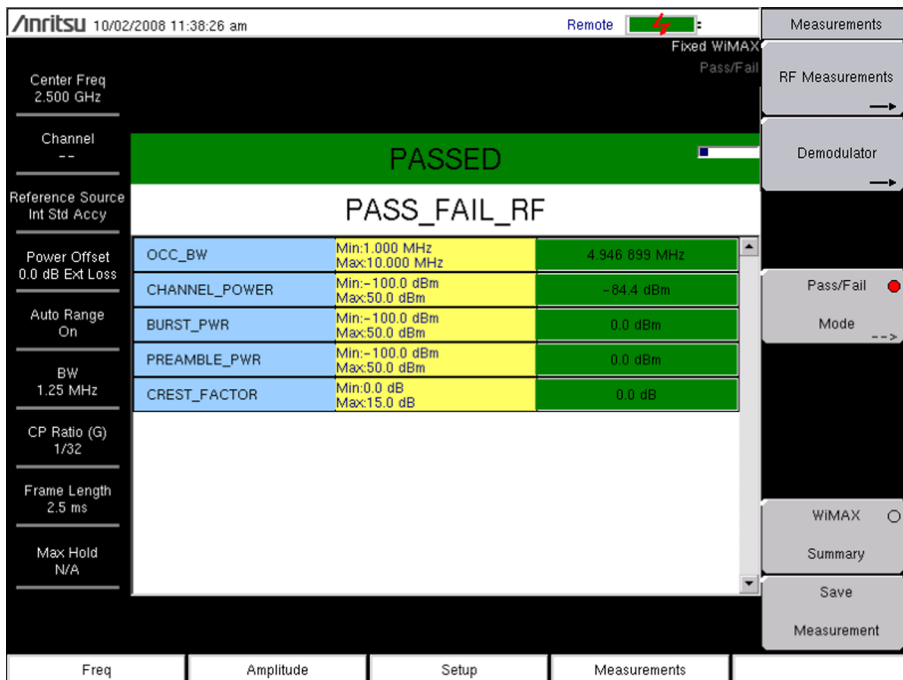 Anritsu 10/02/2008 11:38:26 am
Remote
Fixed WiMAX
Pass/Fail
Center Freq
2.500 GHz
Channel
--
Reference Source
Int Std Accy
Power Offset
0.0 dB Ext Loss
Auto Range
On
BW
1.25 MHz
CP Ratio (G)
1/32
Frame Length
2.5 ms
Max Hold
N/A
PASSED
PASS_FAIL_RF
OCC_BW Min:1.000 MHz Max:10.000 MHz 4.946 899 MHz
CHANNEL_POWER Min:-100.0 dBm Max:50.0 dBm -84.4 dBm
BURST_PWR Min:-100.0 dBm Max:50.0 dBm 0.0 dBm
PREAMBLE_PWR Min:-100.0 dBm Max:50.0 dBm 0.0 dBm
CREST_FACTOR Min:0.0 dB Max:15.0 dB 0.0 dB
Measurements
RF Measurements
Demodulator
Pass/Fail
Mode
-->
WiMAX
Summary
Save
Measurement
Freq
Amplitude
Setup
Measurements